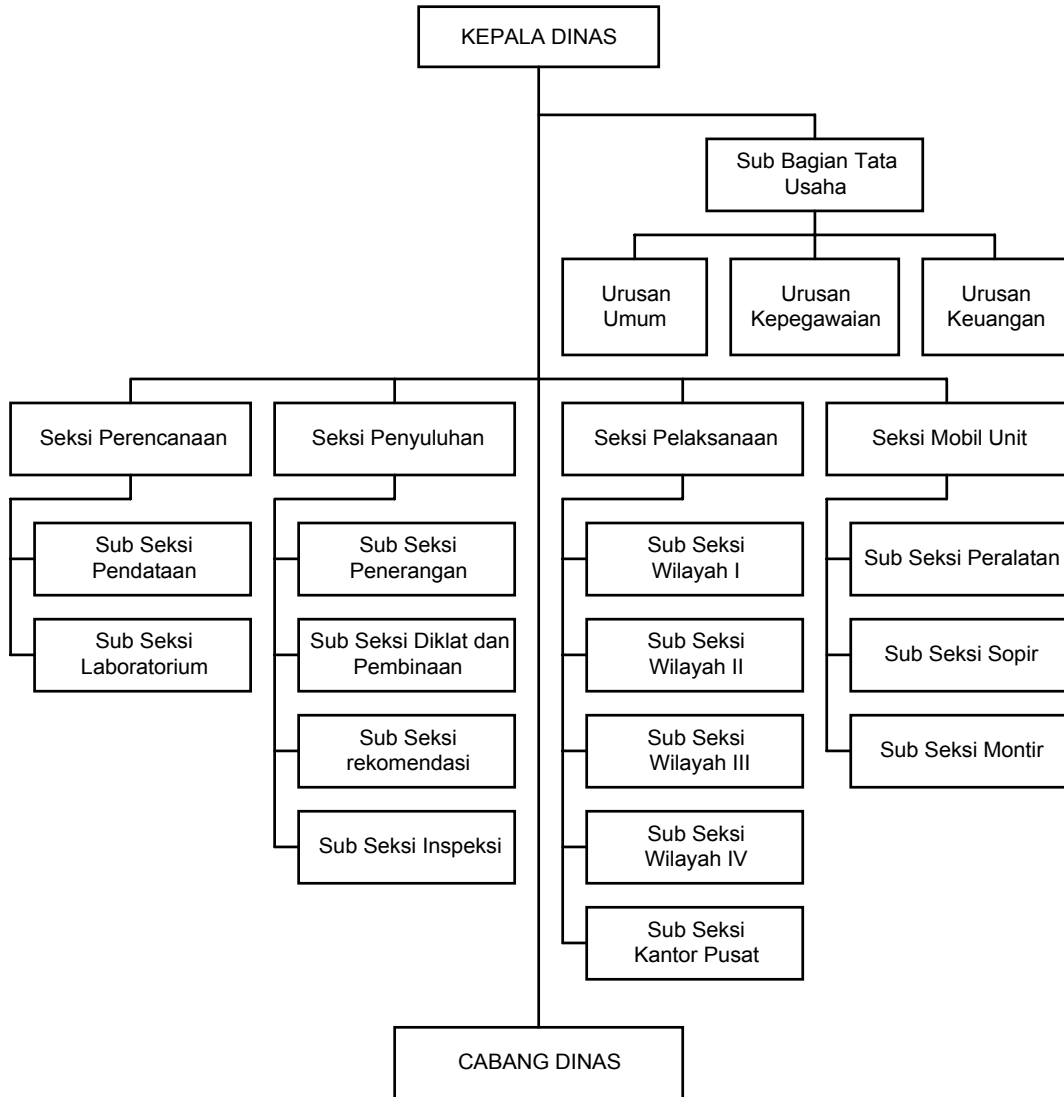 KEPALA DINAS
Sub Bagian Tata
Usaha
Urusan
Umum
Urusan
Kepegawaian
Urusan
Keuangan
Seksi Perencanaan
Seksi Penyuluhan
Seksi Pelaksanaan
Seksi Mobil Unit
Sub Seksi
Pendataan
Sub Seksi
Laboratorium
Sub Seksi
Penerangan
Sub Seksi Diklat dan
Pembinaan
Sub Seksi
rekomendasi
Sub Seksi Inspeksi
Sub Seksi
Wilayah I
Sub Seksi
Wilayah II
Sub Seksi
Wilayah III
Sub Seksi
Wilayah IV
Sub Seksi
Kantor Pusat
Sub Seksi Peralatan
Sub Seksi Sopir
Sub Seksi Montir
CABANG DINAS